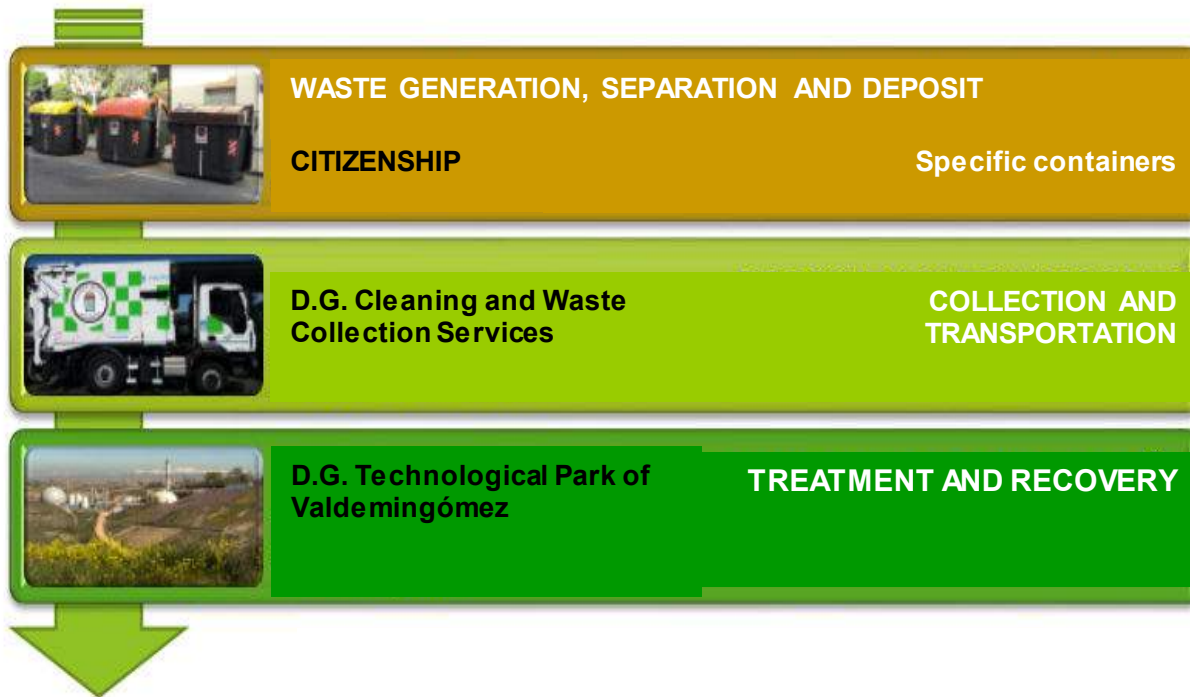 WASTE GENERATION, SEPARATION AND DEPOSIT
CITIZENSHIP
Specific containers
D.G. Cleaning and Waste
Collection Services
COLLECTION AND
TRANSPORTATION
D.G. Technological Park of
Valdemingómez
TREATMENT AND RECOVERY